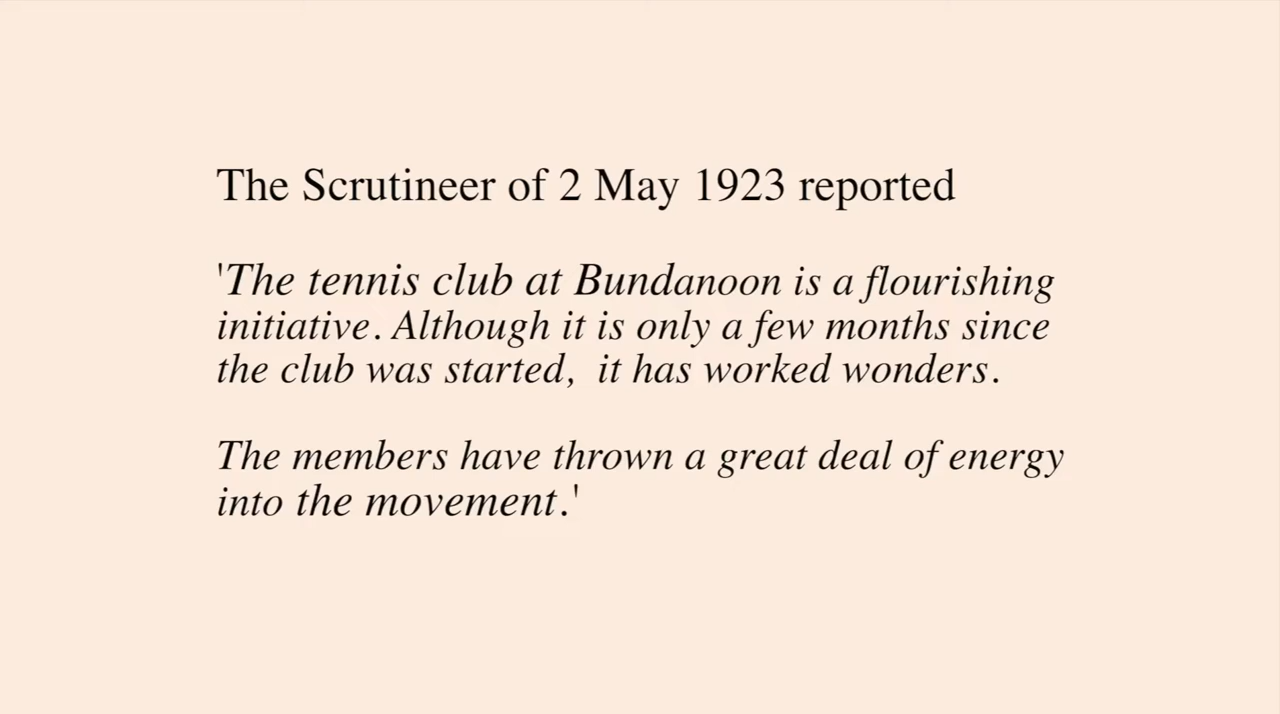 The Scrutineer of 2 May 1923 reported
'The tennis club at Bundanoon is a flourishing
initiative. Although it is only a few months since
the club was started,  it has worked wonders.
The members have thrown a great deal of energy
into the movement.'